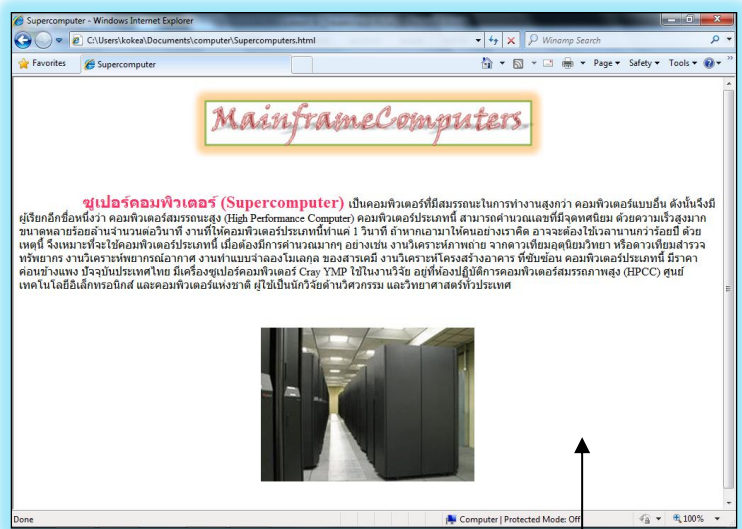 Supercomputer - Windows Internet Explorer
C:\Users\kokea\Documents\computer\Supercomputers.html
Winamp Search
Favorites
Supercomputer
Page
Safety
Tools
MainframeComputers
ซูเปอร์คอมพิวเตอร์ (Supercomputer) เป็นคอมพิวเตอร์ที่มีสมรรถนะในการทำงานสูงกว่า คอมพิวเตอร์แบบอื่น ดังนั้นจึงมี
ผู้เรียกอีกชื่อหนึ่งว่า คอมพิวเตอร์สมรรถนะสูง (High Performance Computer) คอมพิวเตอร์ประเภทนี้ สามารถคำนวณเลขที่มีจุดทศนิยม ด้วยความเร็วสูงมาก
ขนาดหลายร้อยล้านจำนวนต่อวินาที งานที่ให้คอมพิวเตอร์ประเภทนี้ทำแค่ 1 วินาที ถ้าหากเอามาให้คนอย่างเราคิด อาจจะต้องใช้เวลานานกว่าร้อยปี ด้วย
เหตุนี้ จึงเหมาะที่จะใช้คอมพิวเตอร์ประเภทนี้ เมื่อต้องมีการคำนวณมากๆ อย่างเช่น งานวิเคราะห์ภาพถ่าย จากดาวเทียมอุตุนิยมวิทยา หรือดาวเทียมสำรวจ
ทรัพยากร งานวิเคราะห์พยากรณ์อากาศ งานทำแบบจำลองโมเลกุล ของสารเคมี งานวิเคราะห์โครงสร้างอาคาร ที่ซับซ้อน คอมพิวเตอร์ประเภทนี้ มีราคา
ค่อนข้างแพง ปัจจุบันประเทศไทย มีเครื่องซูเปอร์คอมพิวเตอร์ Cray YMP ใช้ในงานวิจัย อยู่ที่ห้องปฏิบัติการคอมพิวเตอร์สมรรถภาพสูง (HPCC) ศูนย์
เทคโนโลยีอิเล็กทรอนิกส์ และคอมพิวเตอร์แห่งชาติ ผู้ใช้เป็นนักวิจัยด้านวิศวกรรม และวิทยาศาสตร์ทั่วประเทศ
Done
Computer | Protected Mode: Off
100%